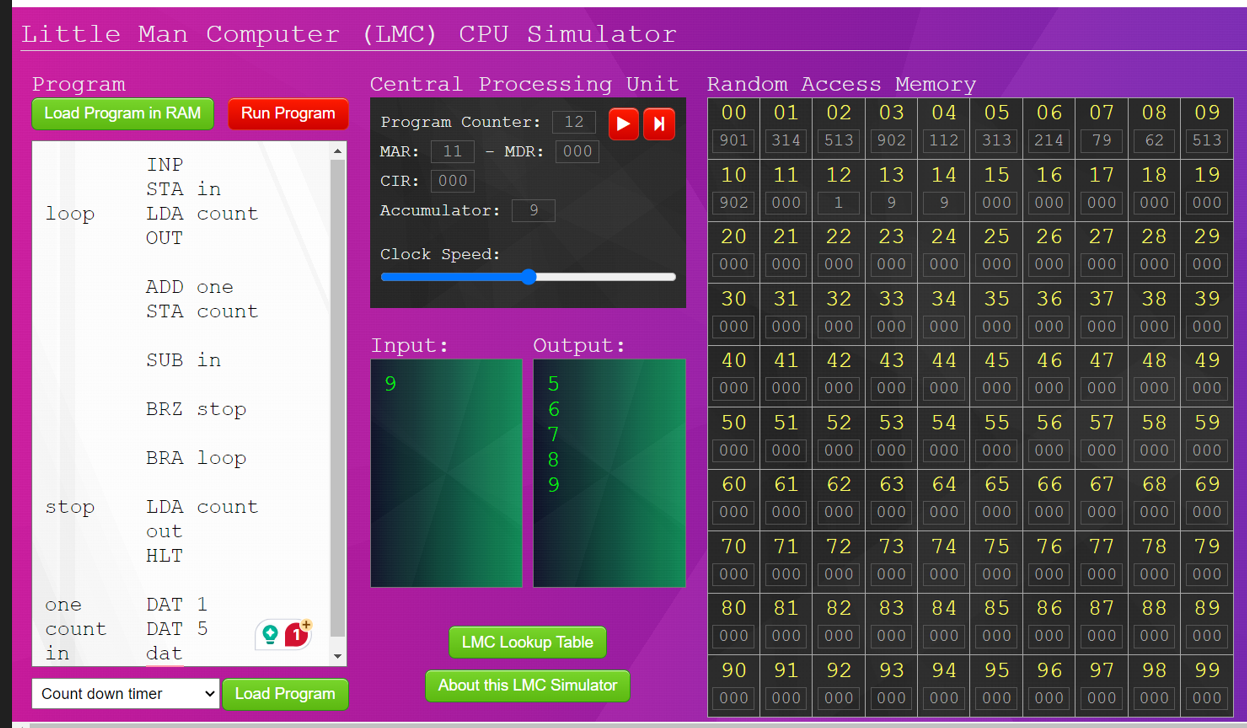 Little Man Computer (LMC) CPU Simulator
Program
Load Program in RAM
Run Program
INP
STA in
loop LDA count
OUT
ADD one
STA count
SUB in
BRZ stop
BRA loop
stop LDA count
out
HLT
one DAT 1
count DAT 5
in dat
1
+
Count down timer
Load Program
Central Processing Unit
Program Counter: 12
MAR: 11 - MDR: 000
CIR: 000
Accumulator: 9
Clock Speed:
Input:
9
Output:
5
6
7
8
9
LMC Lookup Table
About this LMC Simulator
Random Access Memory
00 01 02 03 04 05 06 07 08 09
901 314 513 902 112 313 214 79 62 513
10 11 12 13 14 15 16 17 18 19
902 000 1 9 9 000 000 000 000 000
20 21 22 23 24 25 26 27 28 29
000 000 000 000 000 000 000 000 000 000
30 31 32 33 34 35 36 37 38 39
000 000 000 000 000 000 000 000 000 000
40 41 42 43 44 45 46 47 48 49
000 000 000 000 000 000 000 000 000 000
50 51 52 53 54 55 56 57 58 59
000 000 000 000 000 000 000 000 000 000
60 61 62 63 64 65 66 67 68 69
000 000 000 000 000 000 000 000 000 000
70 71 72 73 74 75 76 77 78 79
000 000 000 000 000 000 000 000 000 000
80 81 82 83 84 85 86 87 88 89
000 000 000 000 000 000 000 000 000 000
90 91 92 93 94 95 96 97 98 99
000 000 000 000 000 000 000 000 000 000